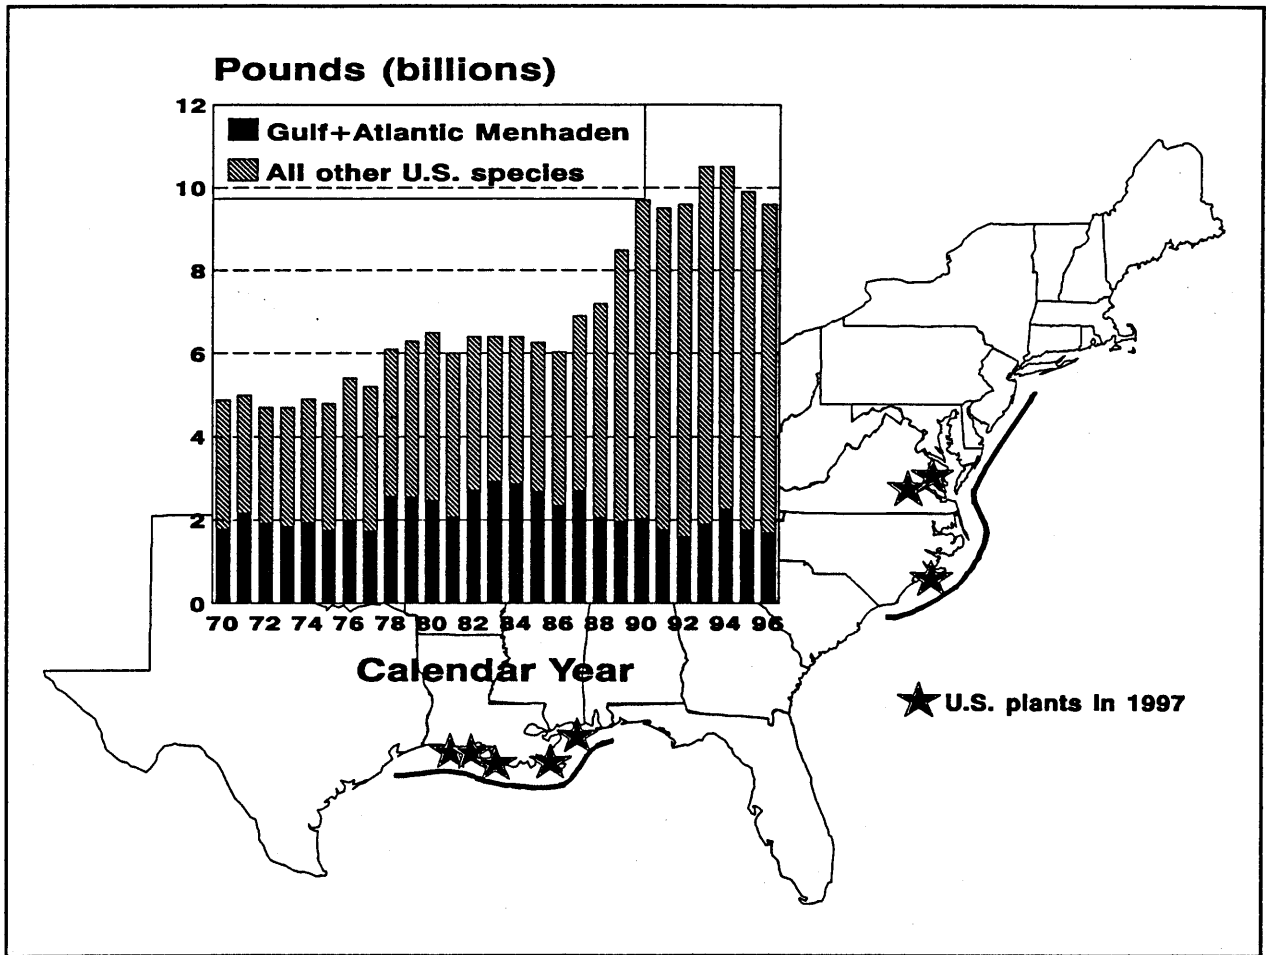 Pounds (billions)
12
Gulf+Atlantic Menhaden
All other U.S. species
10
8
6
4
2
0
70 72 74 76 78 80 82 84 86 88 90 92 94 96
Calendar Year
U.S. plants in 1997